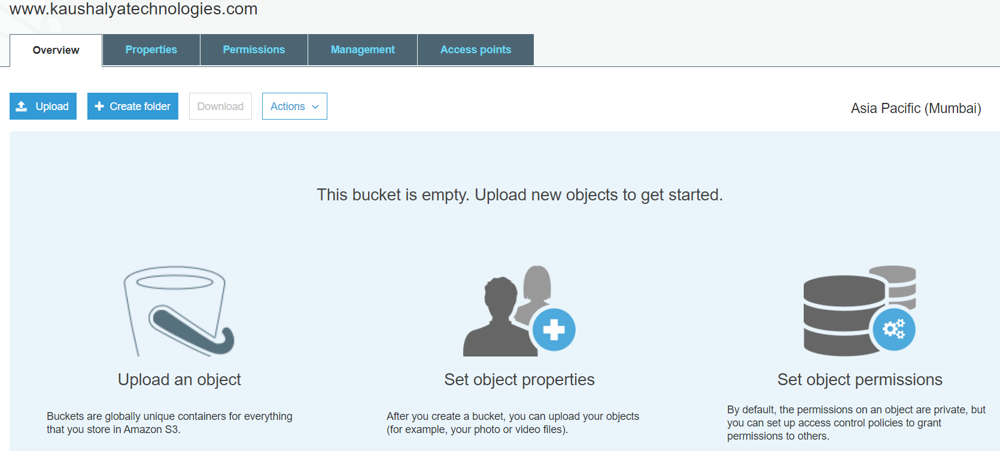 www.kaushalyatechnologies.com
Overview
Properties
Permissions
Management
Access points
Upload
Create folder
Download
Actions
Asia Pacific (Mumbai)
This bucket is empty. Upload new objects to get started.
Upload an object
Buckets are globally unique containers for everything
that you store in Amazon S3.
Set object properties
After you create a bucket, you can upload your objects
(for example, your photo or video files).
Set object permissions
By default, the permissions on an object are private, but
you can set up access control policies to grant
permissions to others.